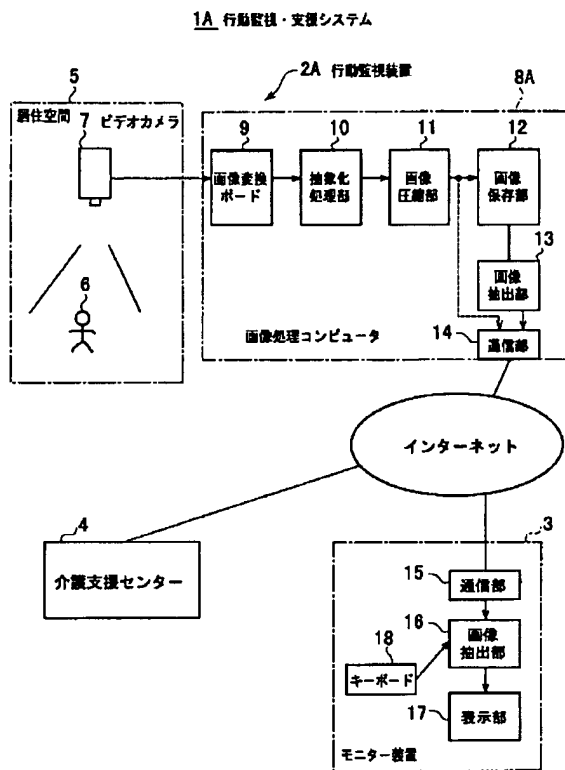 1A 行動監視・支援システム
2A 行動監視装置
8A
5
居住空間
7 ビデオカメラ
6
9
画像変換
ボード
10
抽象化
処理部
11
画像
圧縮部
12
画像
保存部
13
画像
抽出部
14
通信部
画像処理コンピュータ
インターネット
4
介護支援センター
3
15
通信部
16
画像
抽出部
18
キーボード
17
表示部
モニター装置